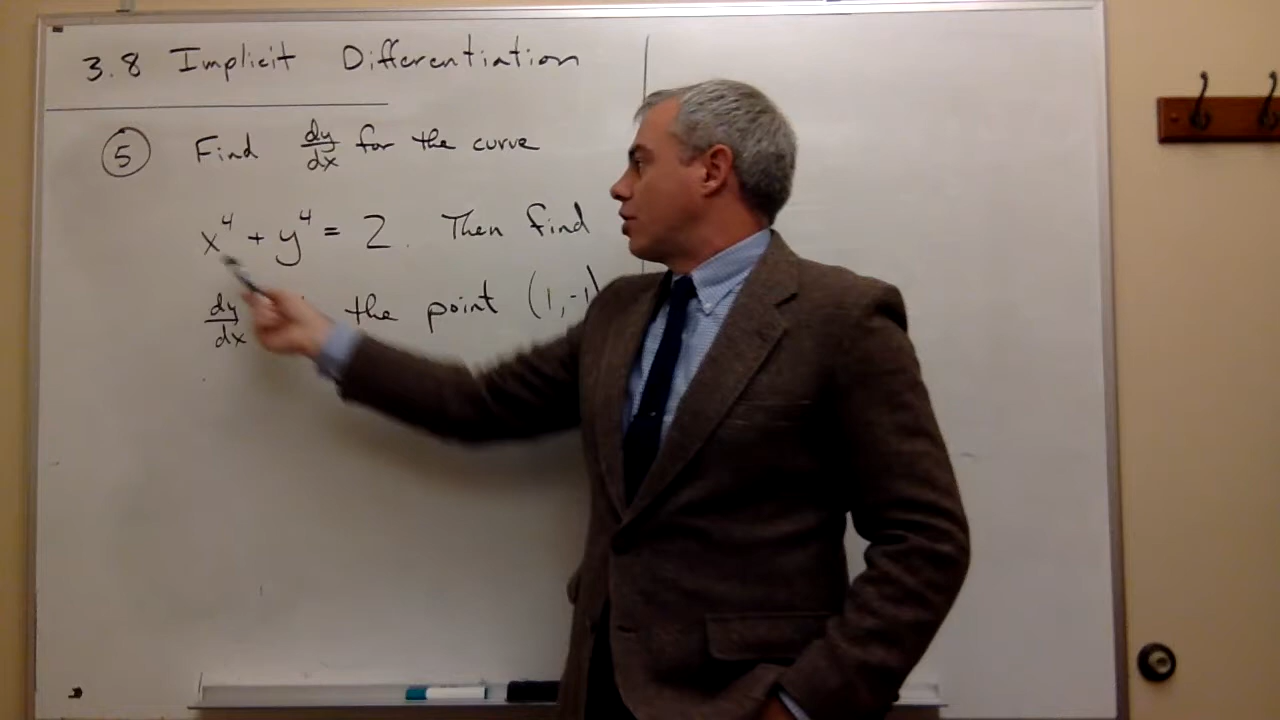 3.8 Implicit Differentiation
5 Find dy/dx for the curve
x⁴ + y⁴ = 2. Then find
dy/dx the point (1,-1)